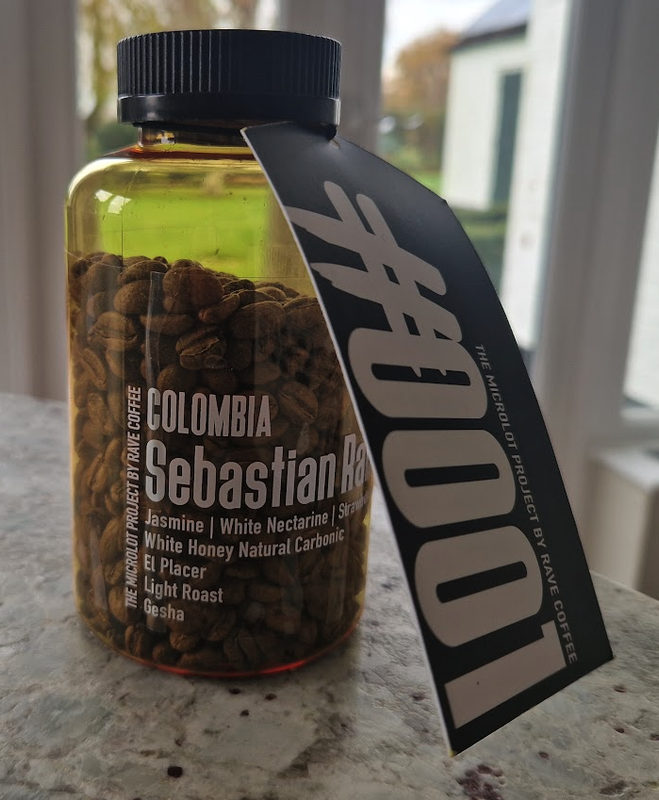 COLOMBIA
Sebastian
Jasmine | White Nectarine |
White Honey Natural Carbonic
El Placer
Light Roast
Gesha
THE MICROLOT PROJECT BY RAVE COFFEE
#0001
THE MICROLOT PROJECT BY RAVE COFFEE